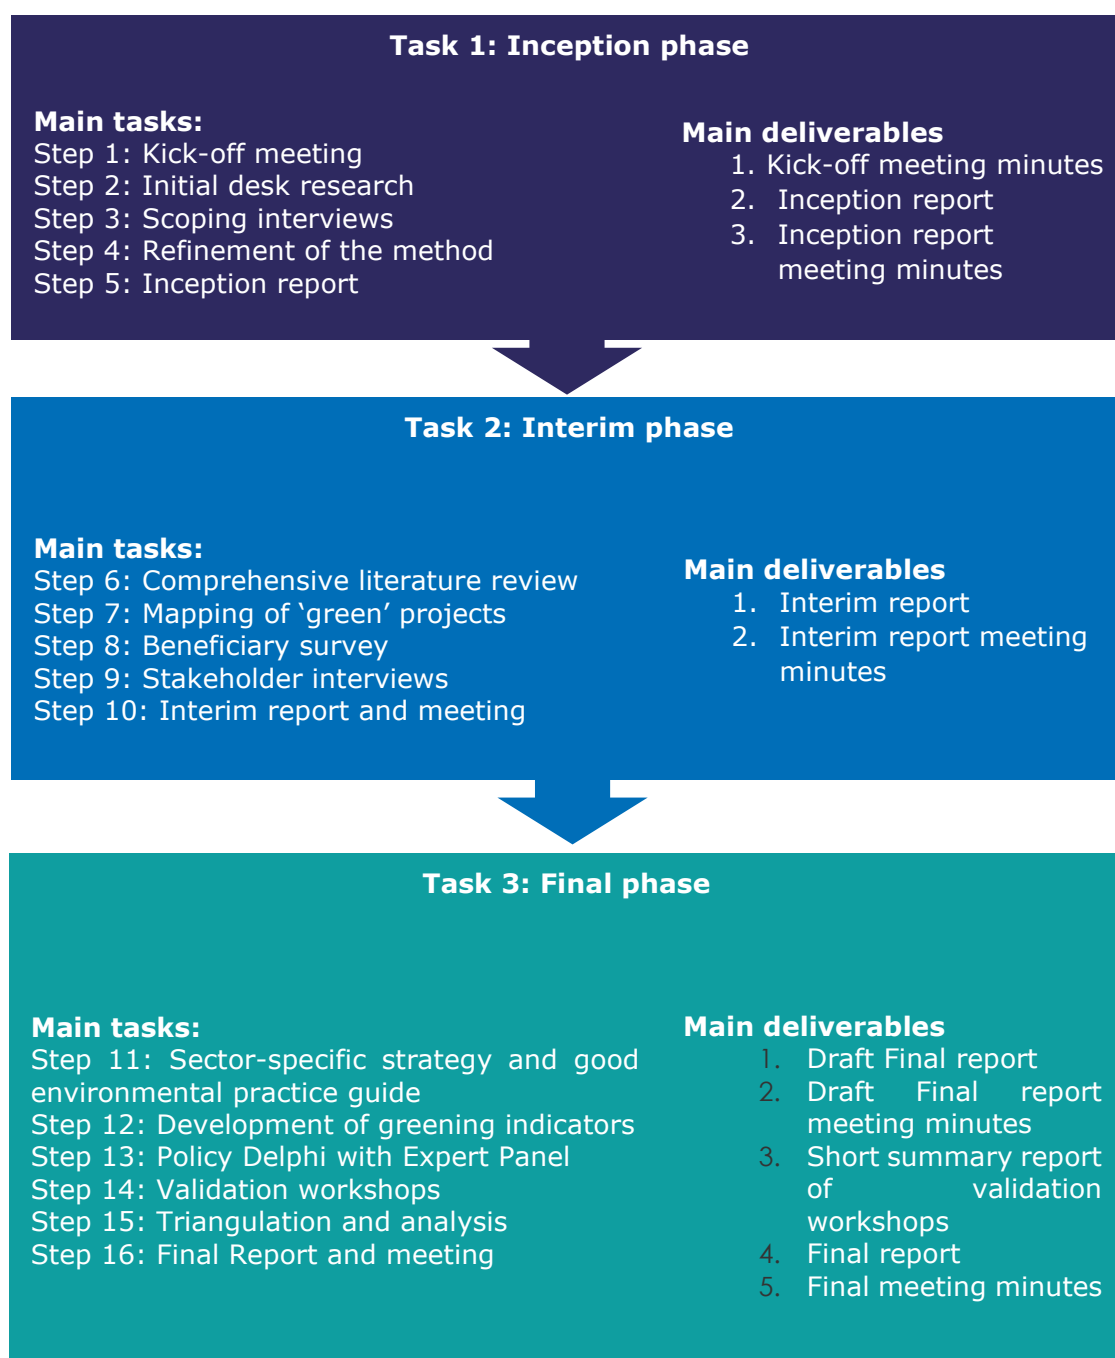 Task 1: Inception phase
Main tasks:
Step 1: Kick-off meeting
Step 2: Initial desk research
Step 3: Scoping interviews
Step 4: Refinement of the method
Step 5: Inception report
Main deliverables
1. Kick-off meeting minutes
2. Inception report
3. Inception report
meeting minutes
Task 2: Interim phase
Main tasks:
Step 6: Comprehensive literature review
Step 7: Mapping of ‘green’ projects
Step 8: Beneficiary survey
Step 9: Stakeholder interviews
Step 10: Interim report and meeting
Main deliverables
1. Interim report
2. Interim report meeting
minutes
Task 3: Final phase
Main tasks:
Step 11: Sector-specific strategy and good
environmental practice guide
Step 12: Development of greening indicators
Step 13: Policy Delphi with Expert Panel
Step 14: Validation workshops
Step 15: Triangulation and analysis
Step 16: Final Report and meeting
Main deliverables
1. Draft Final report
2. Draft Final report
meeting minutes
3. Short summary report
of validation
workshops
4. Final report
5. Final meeting minutes